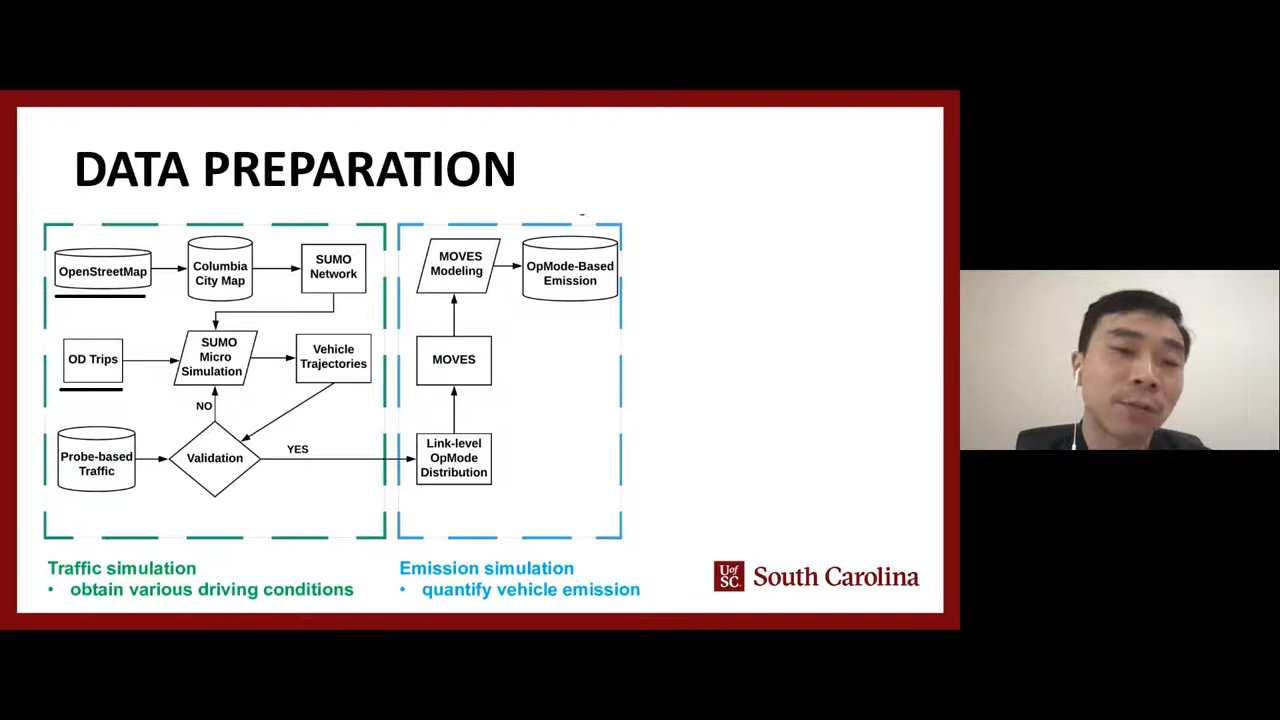 DATA PREPARATION
OpenStreetMap
Columbia
City Map
SUMO
Network
OD Trips
SUMO
Micro
Simulation
Vehicle
Trajectories
NO
Probe-based
Traffic
Validation
YES
MOVES
Modeling
OpMode-Based
Emission
MOVES
Link-level
OpMode
Distribution
Traffic simulation
• obtain various driving conditions
Emission simulation
• quantify vehicle emission
U of SC
South Carolina